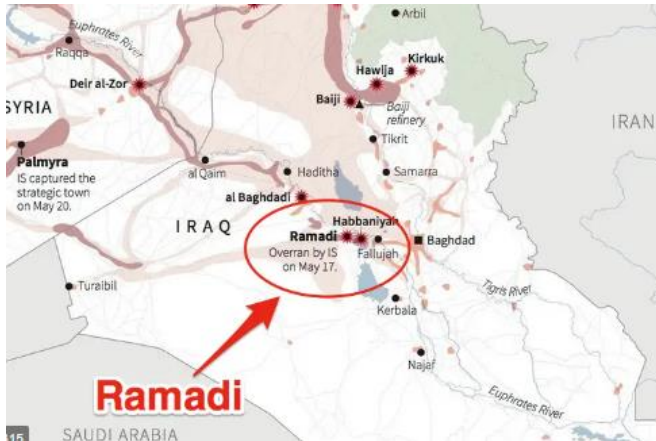 Arbil
Euphrates River
Raqqa
Kirkuk
Hawija
Deir al-Zor
Baiji
Baiji
refinery
SYRIA
IRAN
Tikrit
Palmyra
IS captured the
strategic town
on May 20.
al Qaim
Haditha
Samarra
al Baghdadi
IRAQ
Habbaniyah
Ramadi
Overran by IS
on May 17.
Fallujah
Baghdad
Turaibil
Tigris River
Kerbala
Najaf
Ramadi
Euphrates River
15
SAUDI ARABIA